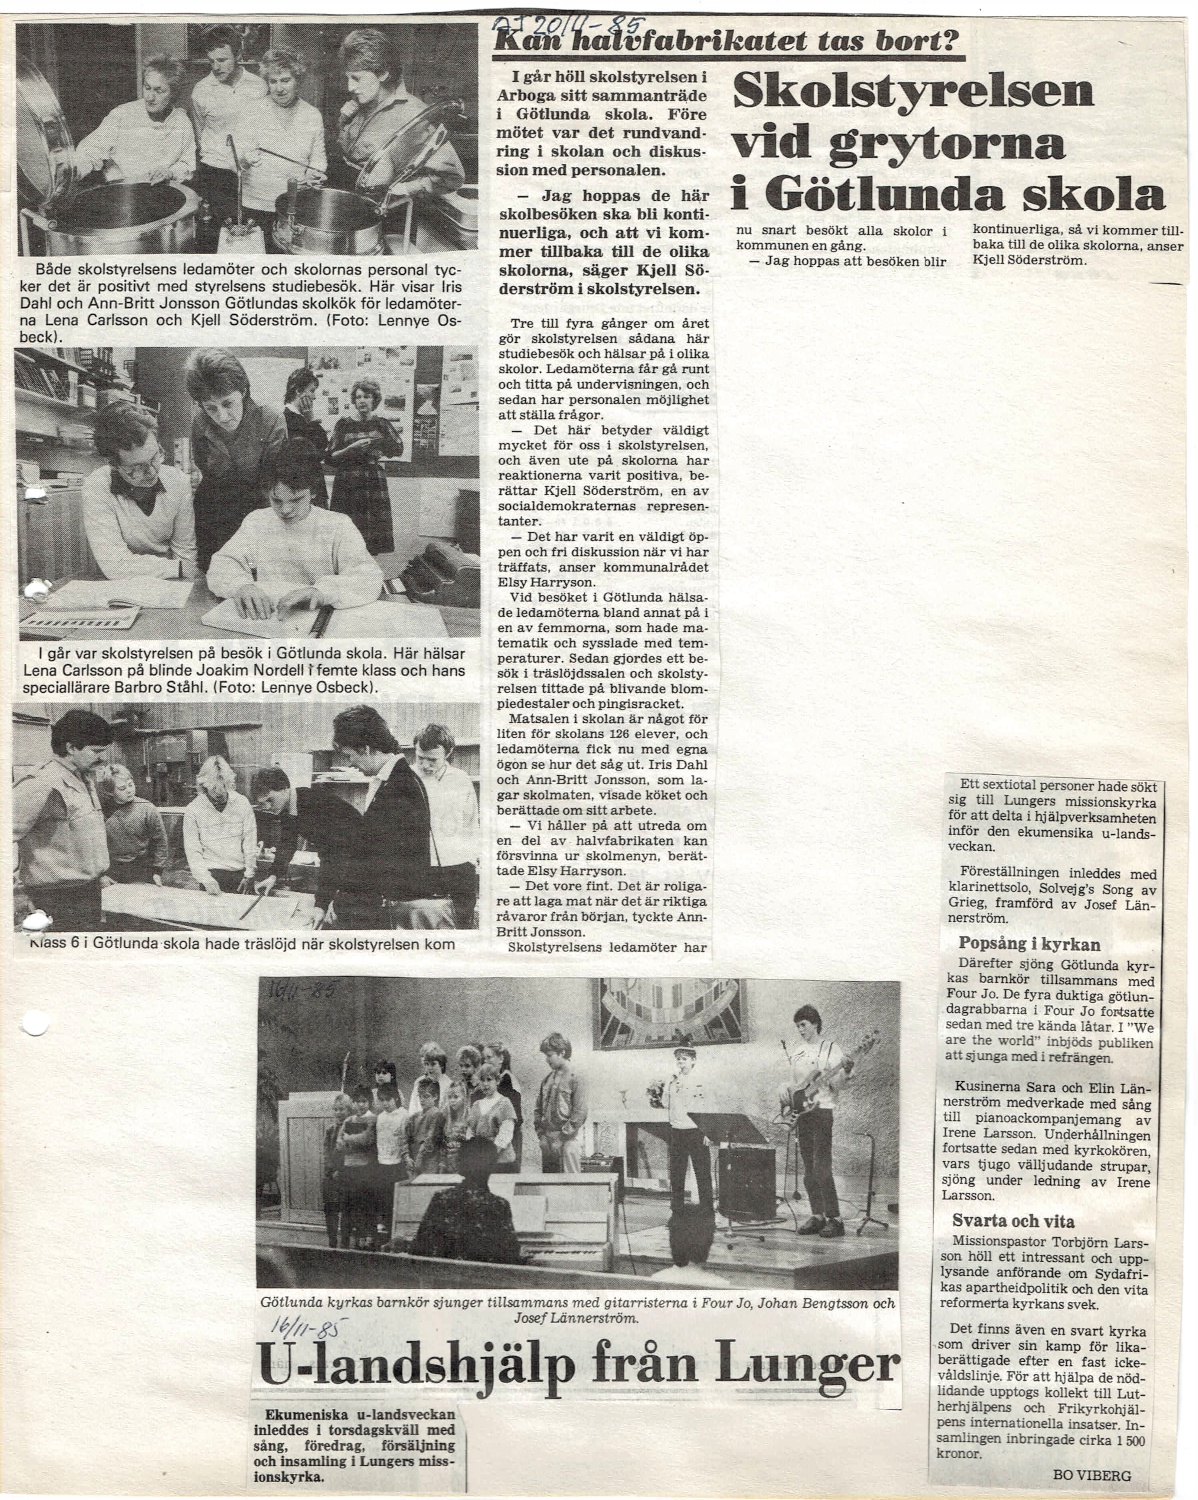 AJ 20/11-85
Kan halvfabrikatet tas bort?
Skolstyrelsen
vid grytorna
i Götlunda skola
Både skolstyrelsens ledamöter och skolornas personal tyc-
ker det är positivt med styrelsens studiebesök. Här visar Iris
Dahl och Ann-Britt Jonsson Götlundas skolkök för ledamöter-
na Lena Carlsson och Kjell Söderström. (Foto: Lennye Os-
beck).
I går var skolstyrelsen på besök i Götlunda skola. Här hälsar
Lena Carlsson på blinde Joakim Nordell i femte klass och hans
speciallärare Barbro Ståhl. (Foto: Lennye Osbeck).
Klass 6 i Götlunda skola hade träslöjd när skolstyrelsen kom
I går höll skolstyrelsen i
Arboga sitt sammanträde
i Götlunda skola. Före
mötet var det rundvand-
ring i skolan och diskus-
sion med personalen.
— Jag hoppas de här
skolbesöken ska bli konti-
nuerliga, och att vi kom-
mer tillbaka till de olika
skolorna, säger Kjell Sö-
derström i skolstyrelsen.
Tre till fyra gånger om året
gör skolstyrelsen sådana här
studiebesök och hälsar på i olika
skolor. Ledamöterna får gå runt
och titta på undervisningen, och
sedan har personalen möjlighet
att ställa frågor.
— Det här betyder väldigt
mycket för oss i skolstyrelsen,
och även ute på skolorna har
reaktionerna varit positiva, be-
rättar Kjell Söderström, en av
socialdemokraternas represen-
tanter.
— Det har varit en väldigt öp-
pen och fri diskussion när vi har
träffats, anser kommunalrådet
Elsy Harryson.
Vid besöket i Götlunda hälsa-
de ledamöterna bland annat på i
en av femmorna, som hade ma-
tematik och sysslade med tem-
peraturer. Sedan gjordes ett be-
sök i träslöjdssalen och skolsty-
relsen tittade på blivande blom-
piedestaler och pingisracket.
Matsalen i skolan är något för
liten för skolans 126 elever, och
ledamöterna fick nu med egna
ögon se hur det såg ut. Iris Dahl
och Ann-Britt Jonsson, som la-
gar skolmaten, visade köket och
berättade om sitt arbete.
— Vi håller på att utreda om
en del av halvfabrikaten kan
försvinna ur skolmenyn, berät-
tade Elsy Harryson.
— Det vore fint. Det är roliga-
re att laga mat när det är riktiga
råvaror från början, tyckte Ann-
Britt Jonsson.
Skolstyrelsens ledamöter har
nu snart besökt alla skolor i
kommunen en gång.
— Jag hoppas att besöken blir
kontinuerliga, så vi kommer till-
baka till de olika skolorna, anser
Kjell Söderström.
16/11-85
Götlunda kyrkas barnkör sjunger tillsammans med gitarristerna i Four Jo, Johan Bengtsson och
Josef Lännerström.
16/11-85
U-landshjälp från Lunger
Ekumeniska u-landsveckan
inleddes i torsdagskväll med
sång, föredrag, försäljning
och insamling i Lungers miss-
ionskyrka.
Ett sextiotal personer hade sökt
sig till Lungers missionskyrka
för att delta i hjälpverksamheten
inför den ekumensika u-lands-
veckan.
Föreställningen inleddes med
klarinettsolo, Solvejg's Song av
Grieg, framförd av Josef Län-
nerström.
Popsång i kyrkan
Därefter sjöng Götlunda kyr-
kas barnkör tillsammans med
Four Jo. De fyra duktiga götlun-
dagrabbarna i Four Jo fortsatte
sedan med tre kända låtar. I "We
are the world" inbjöds publiken
att sjunga med i refrängen.
Kusinerna Sara och Elin Län-
nerström medverkade med sång
till pianoackompanjemang av
Irene Larsson. Underhållningen
fortsatte sedan med kyrkokören,
vars tjugo välljudande strupar,
sjöng under ledning av Irene
Larsson.
Svarta och vita
Missionspastor Torbjörn Lars-
son höll ett intressant och upp-
lysande anförande om Sydafri-
kas apartheidpolitik och den vita
reformerta kyrkans svek.
Det finns även en svart kyrka
som driver sin kamp för lika-
berättigade efter en fast icke-
våldslinje. För att hjälpa de nöd-
lidande upptogs kollekt till Lut-
herhjälpens och Frikyrkohjäl-
pens internationella insatser. In-
samlingen inbringade cirka 1 500
kronor.
BO VIBERG